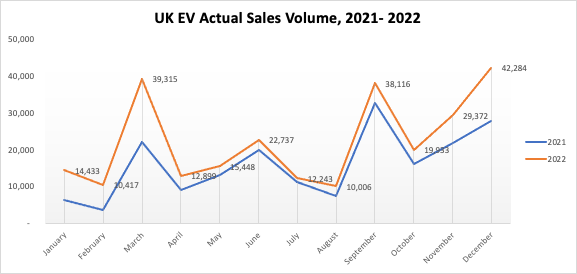 UK EV Actual Sales Volume, 2021- 2022
50,000
40,000
30,000
20,000
10,000
-
14,433
10,417
39,315
12,899
15,448
22,737
12,243
10,006
38,116
19,933
29,372
42,284
2021
2022
January
February
March
April
May
June
July
August
September
October
November
December